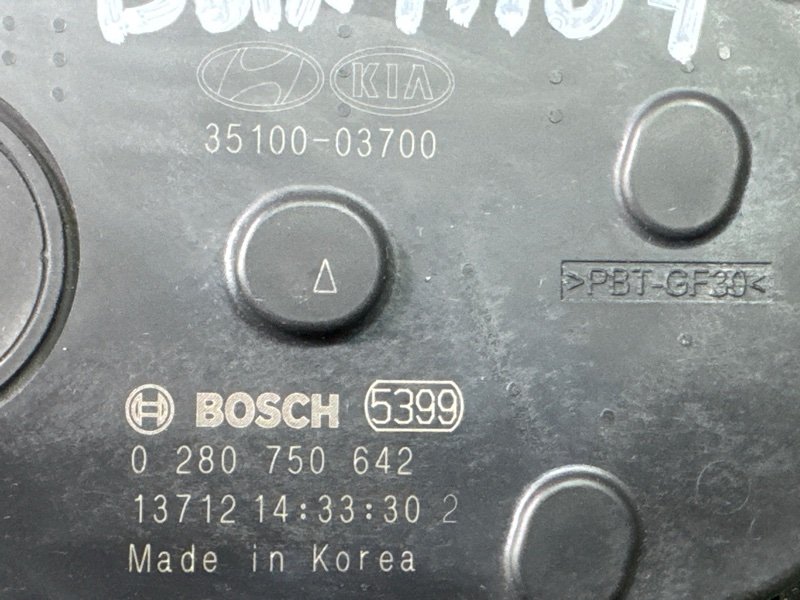 KIA
35100-03700
>PBT-GF30<
BOSCH 5399
0 280 750 642
13712 14:33:30 2
Made in Korea